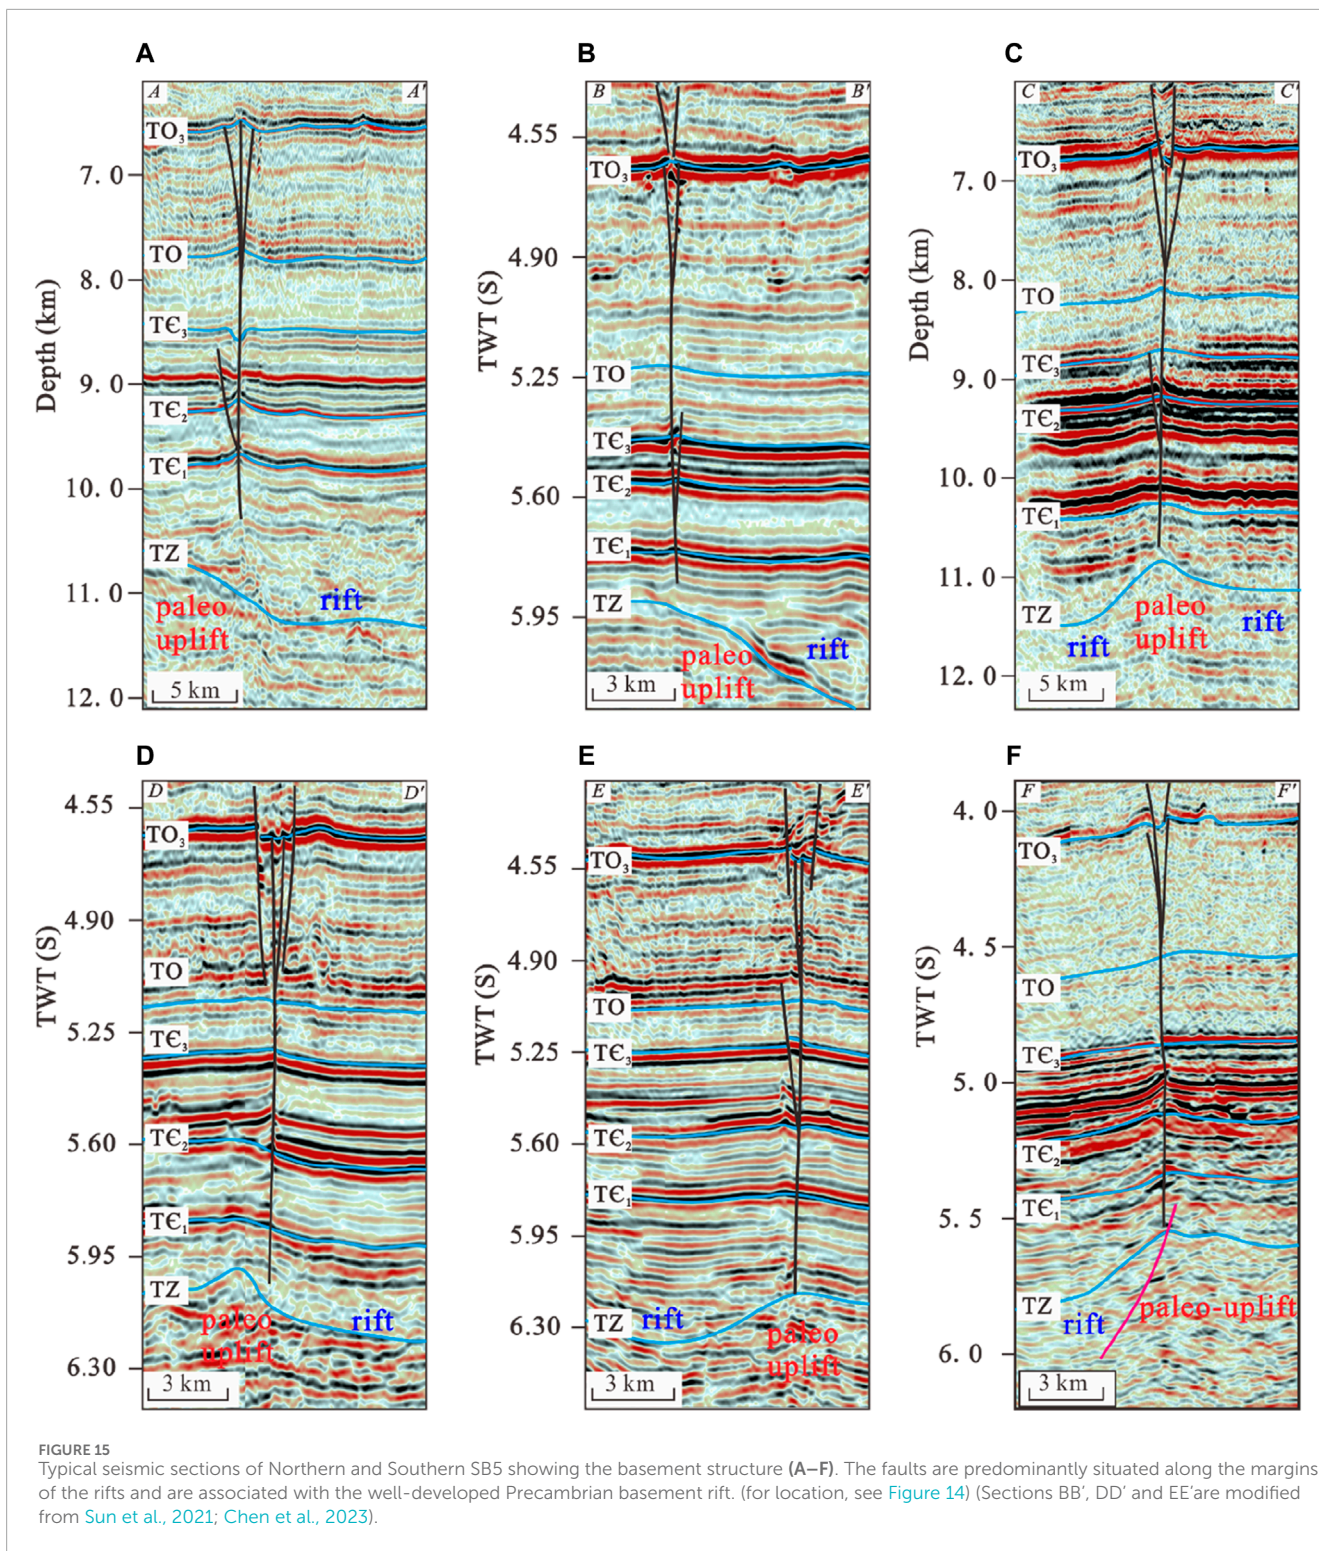 A
A A'
TO3
7. 0
TO
8. 0
TЄ3
Depth (km)
9. 0
TЄ2
TЄ1
10. 0
TZ
11. 0
paleo
uplift
rift
5 km
12. 0
B
B B'
4.55
TO3
4.90
TWT (S)
TO
5.25
TЄ3
TЄ2
5.60
TЄ1
TZ
5.95
paleo
uplift
rift
3 km
C
C C'
TO3
7. 0
8. 0
TO
Depth (km)
TЄ3
9. 0
TЄ2
10. 0
TЄ1
11. 0
TZ
rift
paleo
uplift
rift
12. 0
5 km
D
D D'
4.55
TO3
4.90
TWT (S)
TO
5.25
TЄ3
5.60
TЄ2
TЄ1
5.95
TZ
paleo
uplift
rift
6.30
3 km
E
E E'
TO3
4.55
4.90
TWT (S)
TO
5.25
TЄ3
5.60
TЄ2
TЄ1
5.95
6.30
TZ
rift
paleo
uplift
F
F F'
4. 0
TO3
4. 5
TWT (S)
TO
TЄ3
5. 0
TЄ2
TЄ1
5. 5
TZ
rift
paleo-uplift
6. 0
3 km
FIGURE 15
Typical seismic sections of Northern and Southern SB5 showing the basement structure (A–F). The faults are predominantly situated along the margins
of the rifts and are associated with the well-developed Precambrian basement rift. (for location, see Figure 14) (Sections BB′, DD′ and EE′are modified
from Sun et al., 2021; Chen et al., 2023).